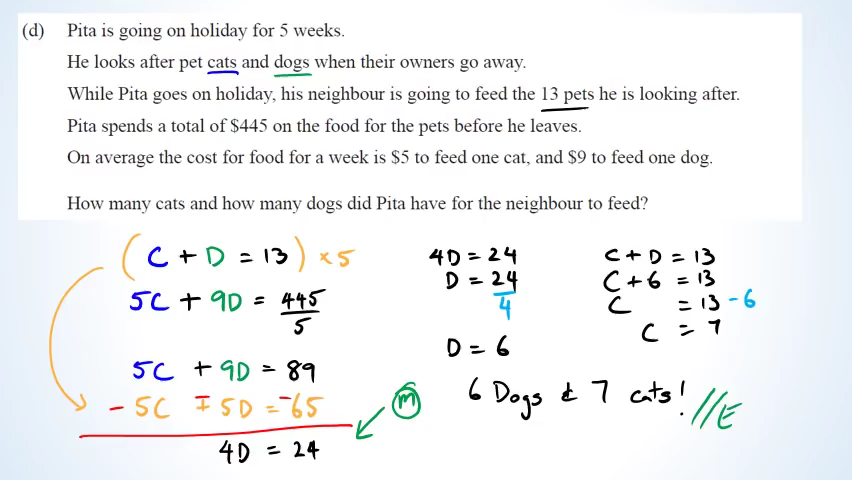 (d) Pita is going on holiday for 5 weeks.
He looks after pet cats and dogs when their owners go away.
While Pita goes on holiday, his neighbour is going to feed the 13 pets he is looking after.
Pita spends a total of $445 on the food for the pets before he leaves.
On average the cost for food for a week is $5 to feed one cat, and $9 to feed one dog.
How many cats and how many dogs did Pita have for the neighbour to feed?
(C + D = 13) × 5
5C + 9D = 445/5
5C + 9D = 89
- 5C ∓ 5D = -65
4D = 24
m
4D = 24
D = 24/4
D = 6
C + D = 13
C + 6 = 13
C = 13 - 6
C = 7
6 Dogs & 7 cats! //E